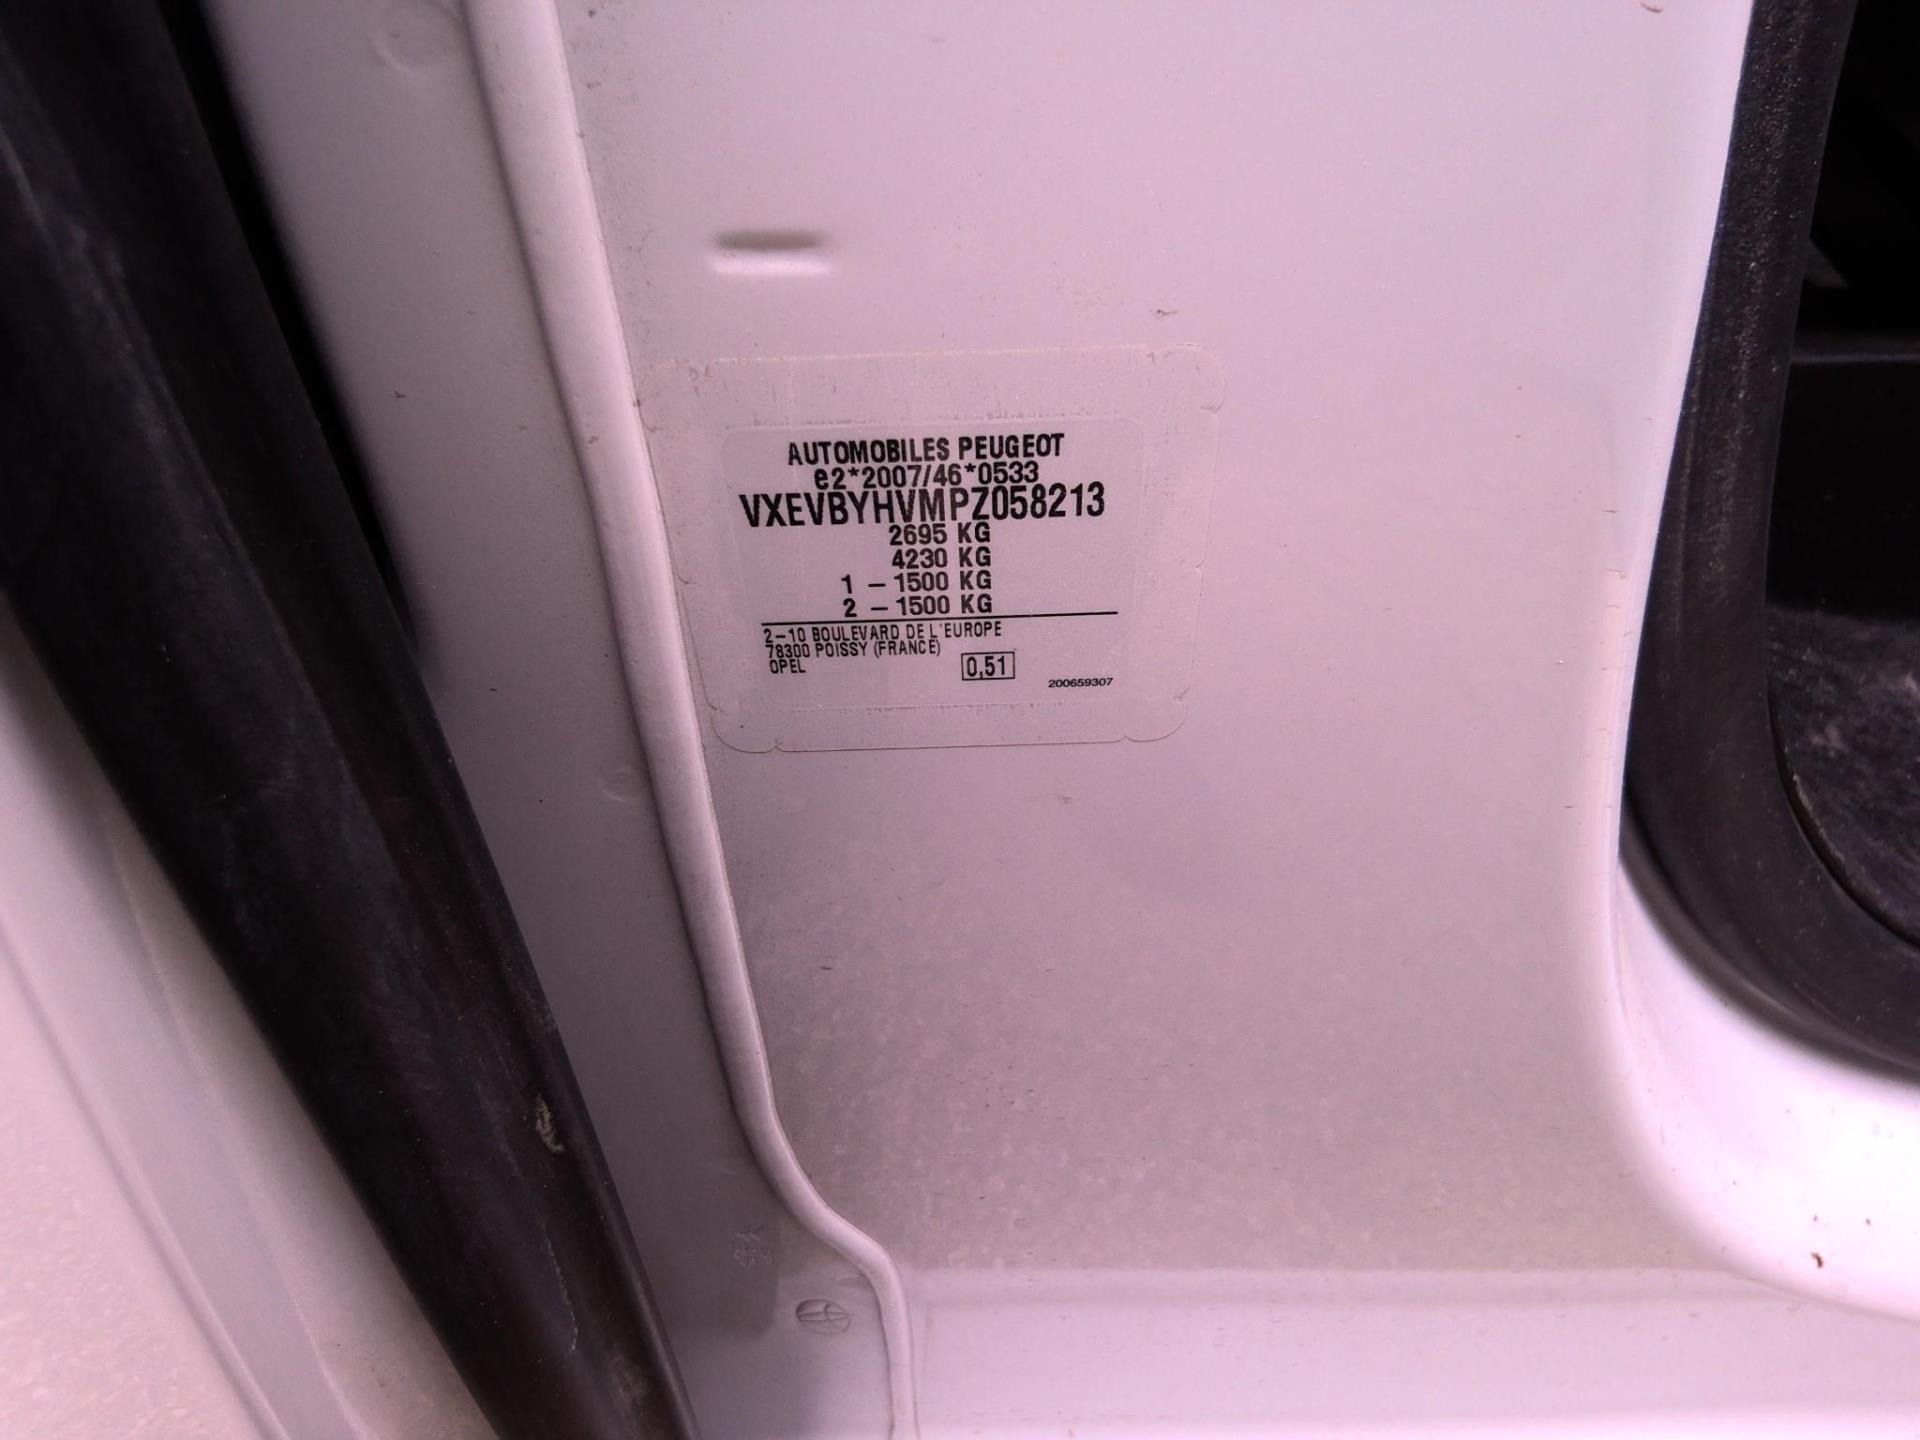 AUTOMOBILES PEUGEOT
e2*2007/46*0533
VXEVBYHVMPZ058213
2695 KG
4230 KG
1 – 1500 KG
2 – 1500 KG
2–10 BOULEVARD DE L'EUROPE
78300 POISSY (FRANCE)
OPEL 0,51
200659307